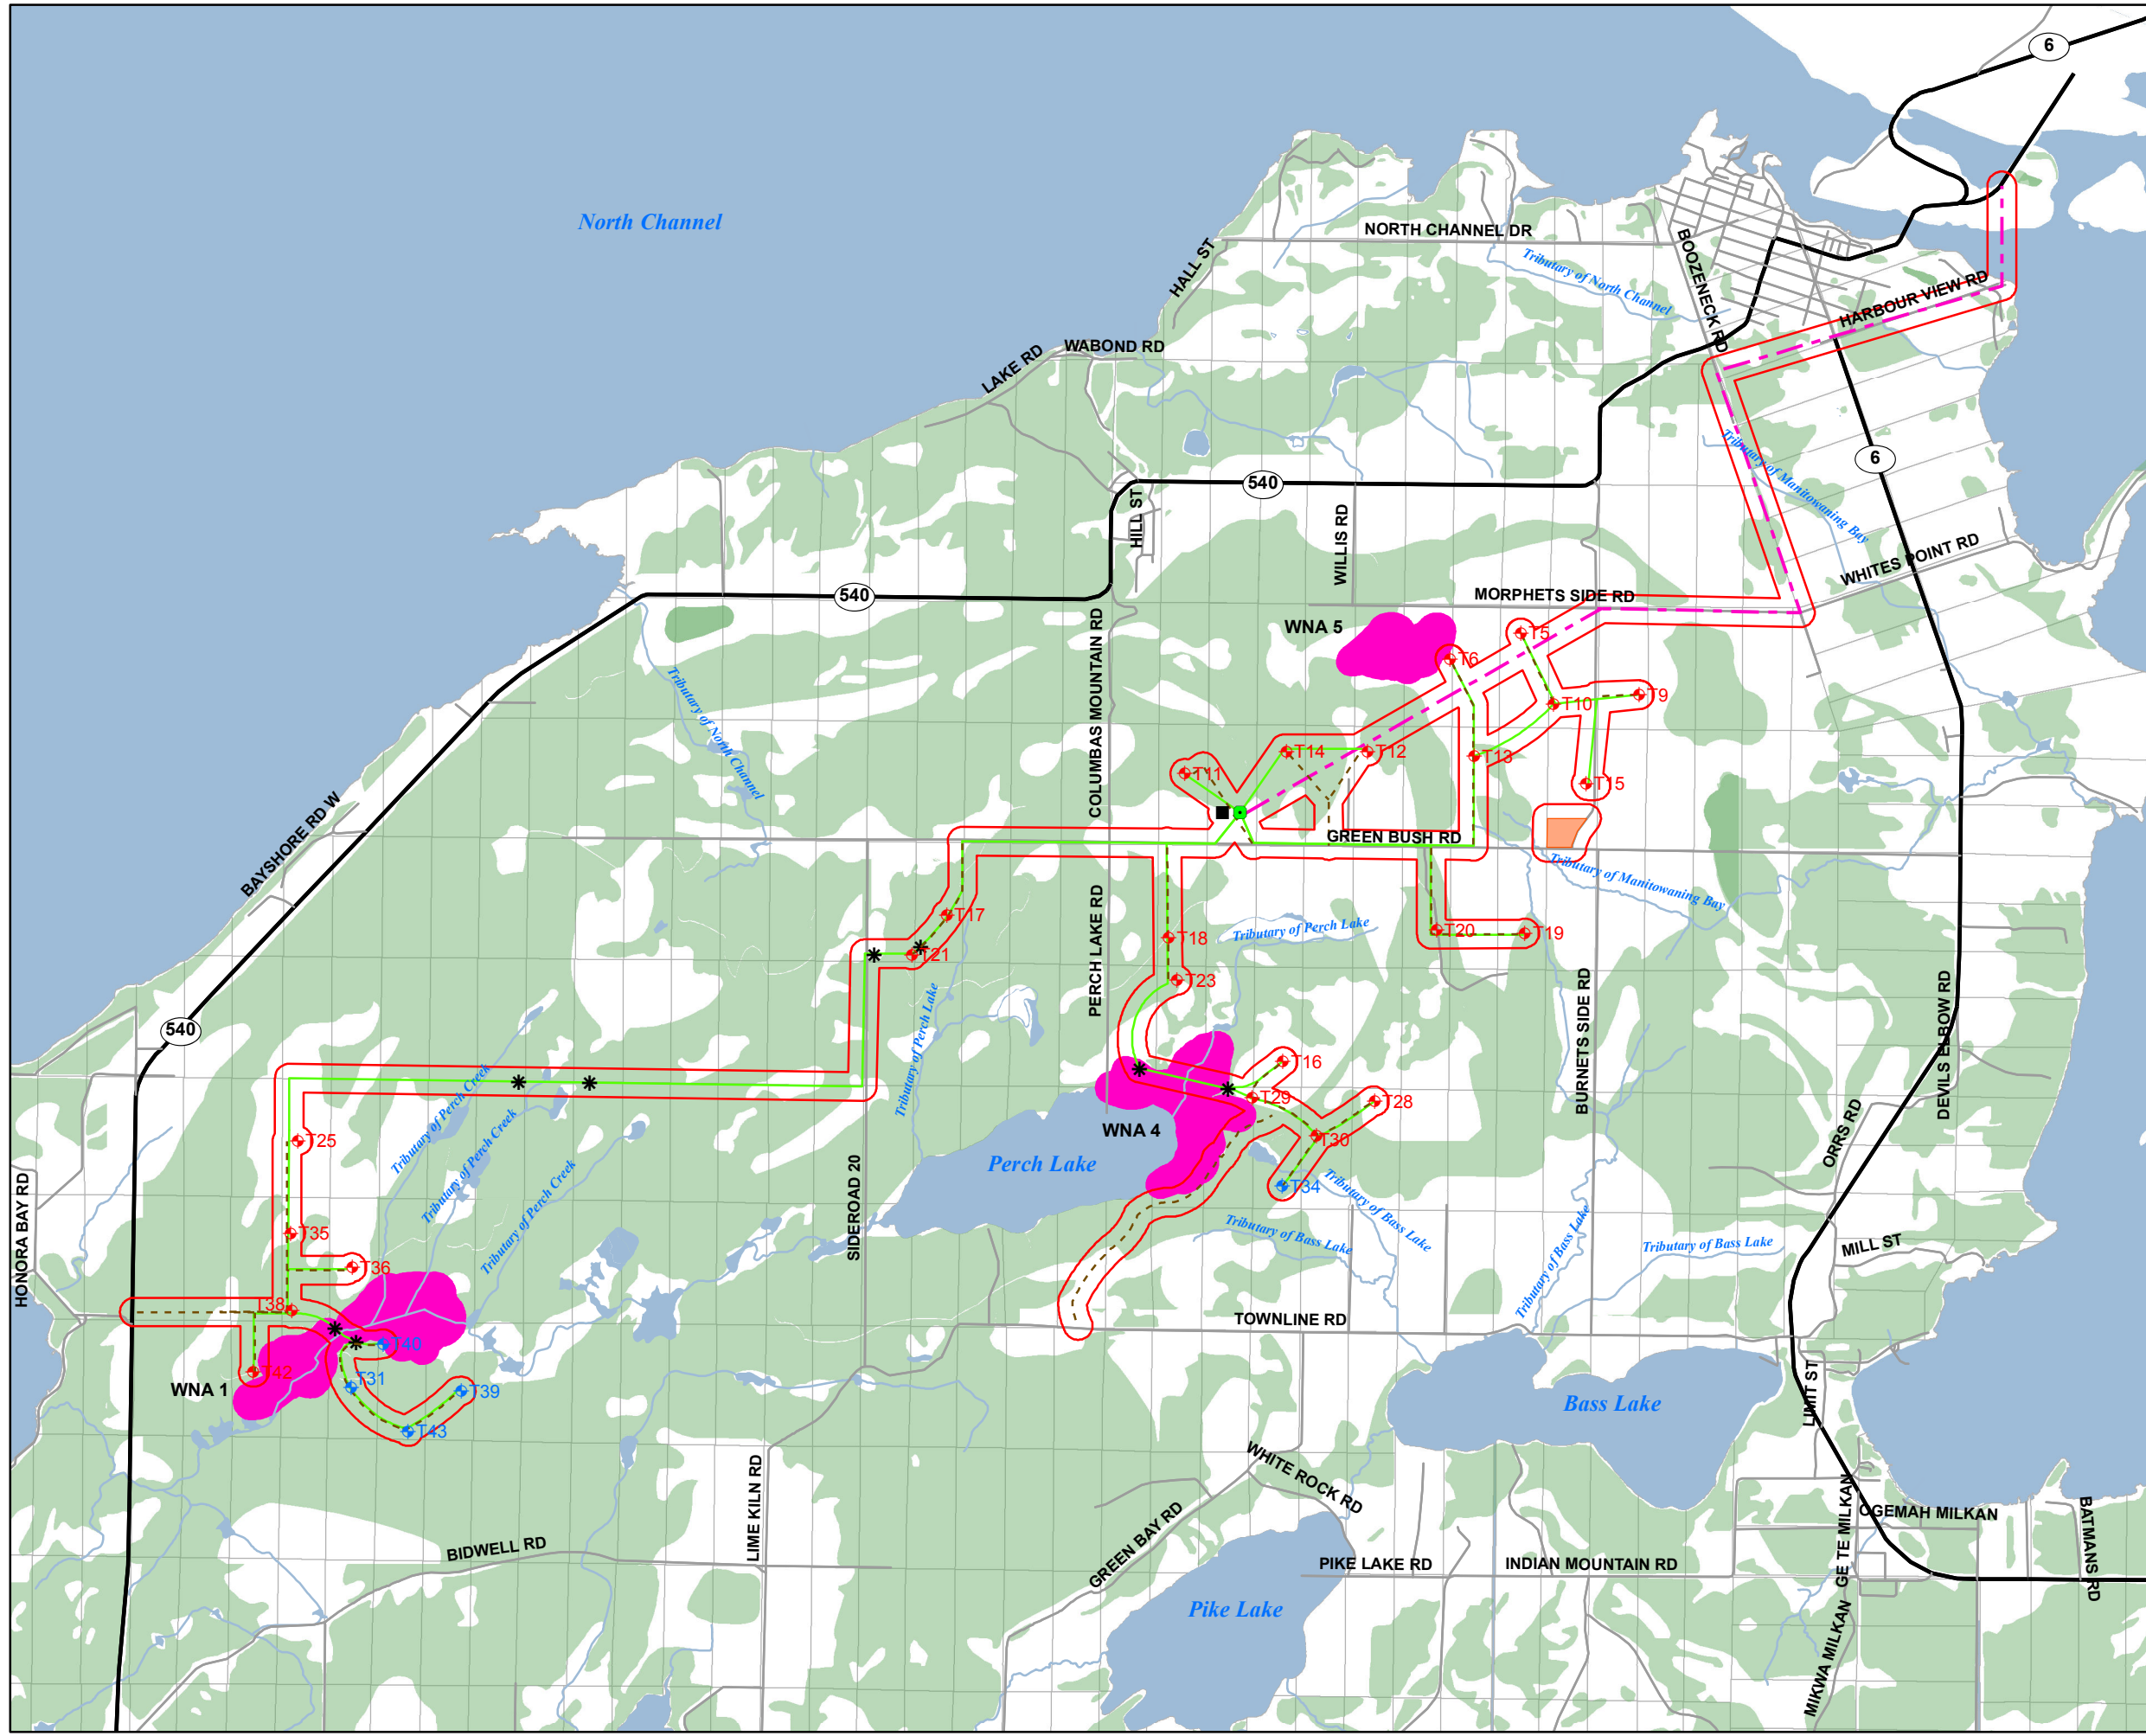 6
North Channel
NORTH CHANNEL DR
BOOZENECK RD
HALL ST
Tributary of North Channel
HARBOUR VIEW RD
WABOND RD
LAKE RD
6
540
HILL ST
WILLIS RD
Tributary of Manitowaning Bay
WHITES POINT RD
540
MORPHETS SIDE RD
COLUMBAS MOUNTAIN RD
WNA 5
T5
T6
T9
T10
Tributary of North Channel
T14
T12
T13
T11
T15
BAYSHORE RD W
GREEN BUSH RD
Tributary of Manitowaning Bay
PERCH LAKE RD
T17
Tributary of Perch Lake
T18
T20
T19
T21
T23
BURNETS SIDE RD
DEVILS ELBOW RD
540
Tributary of Perch Lake
T16
T29
T28
Tributary of Perch Creek
Tributary of Perch Creek
Tributary of Perch Creek
T25
WNA 4
T30
Perch Lake
ORRS RD
T34
Tributary of Bass Lake
Tributary of Bass Lake
Tributary of Bass Lake
Tributary of Bass Lake
HONORA BAY RD
SIDEROAD 20
T35
T36
MILL ST
T38
TOWNLINE RD
T40
T42
WNA 1
T31
T39
T43
Bass Lake
LIMIT ST
LIME KILN RD
WHITE ROCK RD
GREEN BAY RD
BIDWELL RD
GE TE MILKAN
OGEMAH MILKAN
BATMANS RD
PIKE LAKE RD
INDIAN MOUNTAIN RD
Pike Lake
MIKWA MILKAN